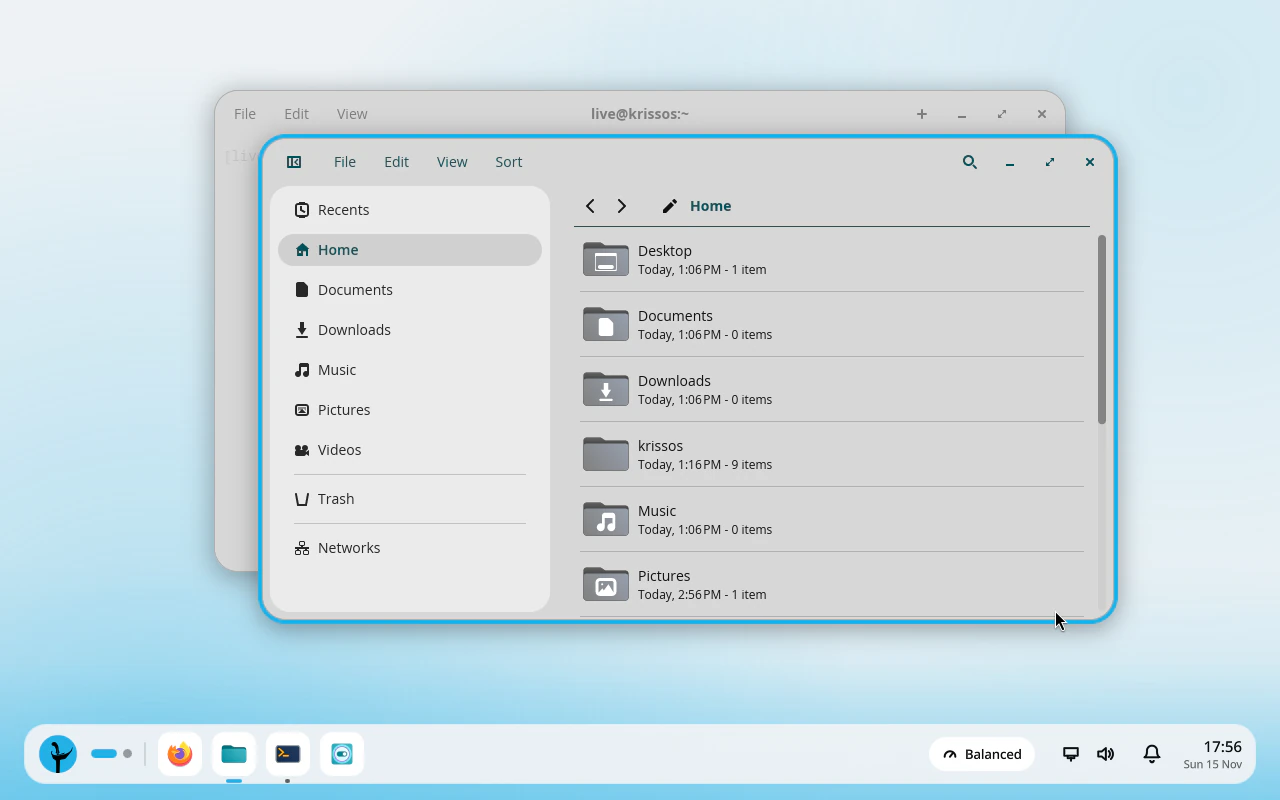 File Edit View live@krissos:~
[liv
File Edit View Sort
Recents
Home
Documents
Downloads
Music
Pictures
Videos
Trash
Networks
Home
Desktop
Today, 1:06 PM - 1 item
Documents
Today, 1:06 PM - 0 items
Downloads
Today, 1:06 PM - 0 items
krissos
Today, 1:16 PM - 9 items
Music
Today, 1:06 PM - 0 items
Pictures
Today, 2:56 PM - 1 item
Balanced
17:56
Sun 15 Nov